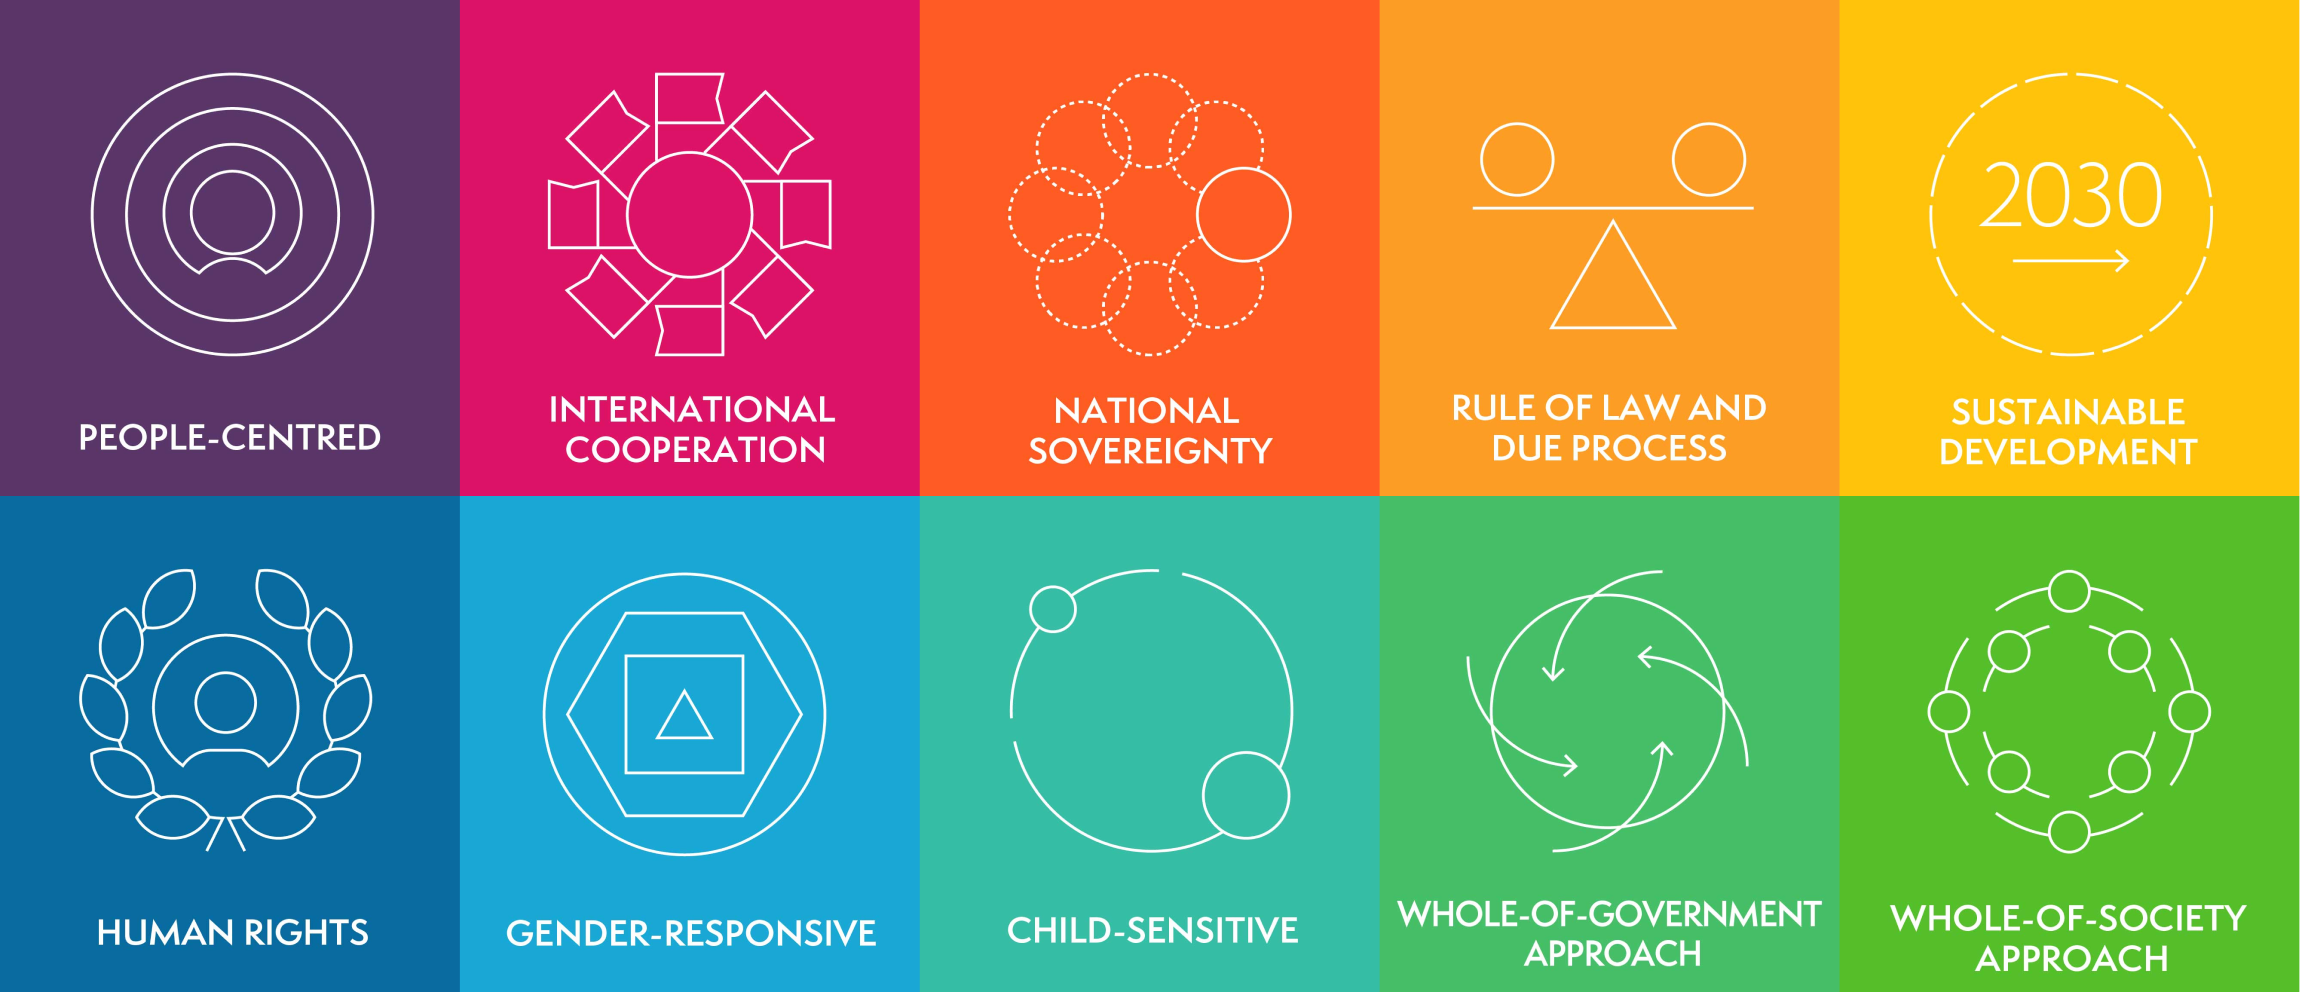 PEOPLE-CENTRED
INTERNATIONAL
COOPERATION
NATIONAL
SOVEREIGNTY
RULE OF LAW AND
DUE PROCESS
2030
SUSTAINABLE
DEVELOPMENT
HUMAN RIGHTS
GENDER-RESPONSIVE
CHILD-SENSITIVE
WHOLE-OF-GOVERNMENT
APPROACH
WHOLE-OF-SOCIETY
APPROACH